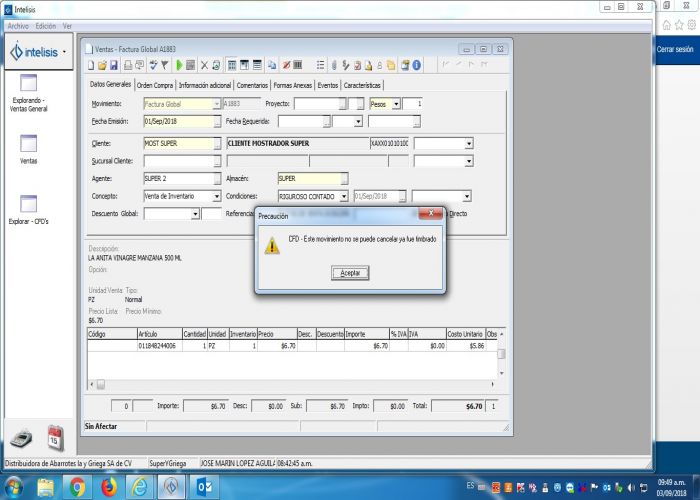 Intelisis
Archivo Edición Ver
intelisis
Cerrar sesión
Explorando - Ventas General
Ventas
Explorar - CFD's
Ventas - Factura Global A1883
Datos Generales Orden Compra Información adicional Comentarios Formas Anexas Eventos Características
Movimiento: Factura Global A1883 Proyecto: Pesos 1
Fecha Emisión: 01/Sep/2018 Fecha Requerida:
Cliente: MOST SUPER CLIENTE MOSTRADOR SUPER XAXX0101010
Sucursal Cliente:
Agente: SUPER 2 Almacén: SUPER
Concepto: Venta de Inventario Condiciones: RIGUROSO CONTADO 01/Sep/2018
Descuento Global: Referencia Directo
Precaución
CFD - Este movimiento no se puede cancelar ya fue timbrado
Aceptar
Descripción:
LA ANITA VINAGRE MANZANA 500 ML
Opción:
Unidad Venta: Tipo:
PZ Normal
Precio Lista: Precio Mínimo:
$6.70
Código Artículo Cantidad Unidad Inventario Precio Desc. Descuento Importe % IVA IVA Costo Unitario Obs
011848244006 1 PZ 1 $6.70 $6.70 $0.00 $5.86
0 Importe: $6.70 Desc: $0.00 Sub: $6.70 Impto: $0.00 Total: $6.70 1
Sin Afectar
15
Distribuidora de Abarrotes la y Griega SA de CV SuperYGriega JOSE MARIN LOPEZ AGUIL 08:42:45 a.m.
ES
09:49 a.m.
03/09/2018